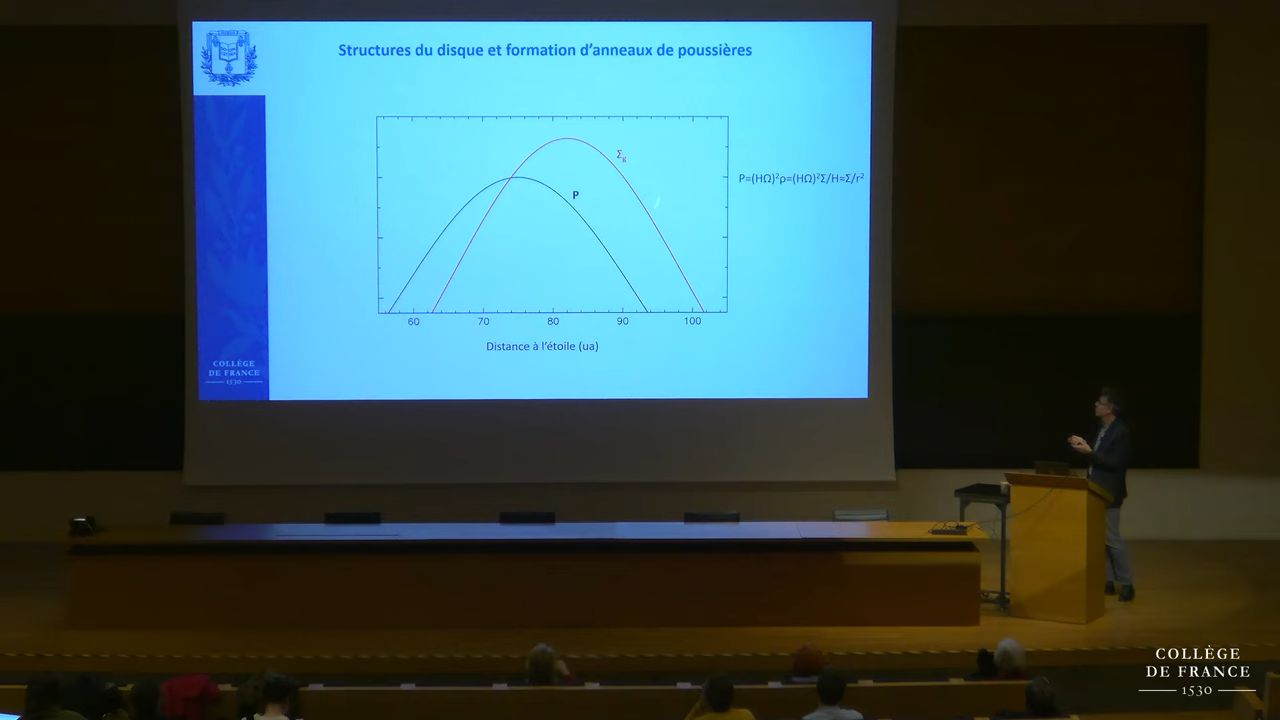 Structures du disque et formation d'anneaux de poussières
Σg
P=(HΩ)²ρ=(HΩ)²Σ/H≈Σ/r²
P
60 70 80 90 100
Distance à l'étoile (ua)
COLLÈGE
DE FRANCE
1530
COLLÈGE
DE FRANCE
1530